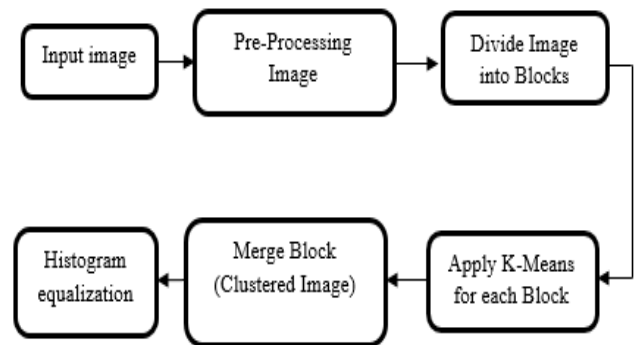 Input image
Pre-Processing
Image
Divide Image
into Blocks
Apply K-Means
for each Block
Merge Block
(Clustered Image)
Histogram
equalization